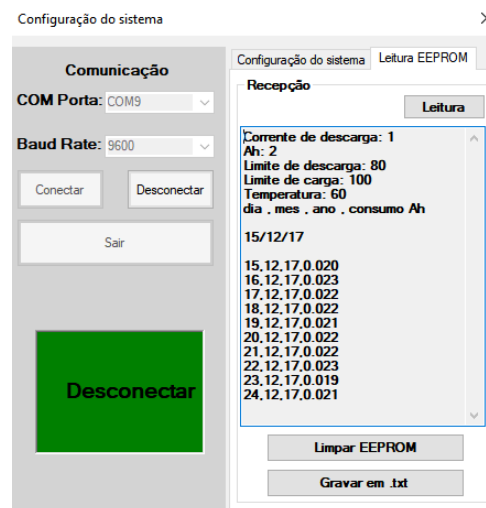 Configuração do sistema
Comunicação
COM Porta: COM9
Baud Rate: 9600
Conectar
Desconectar
Sair
Desconectar
Configuração do sistema
Leitura EEPROM
Recepção
Leitura
Corrente de descarga: 1
Ah: 2
Limite de descarga: 80
Limite de carga: 100
Temperatura: 60
dia , mes , ano , consumo Ah
15/12/17
15,12,17,0.020
16,12,17,0.023
17,12,17,0.022
18,12,17,0.022
19,12,17,0.021
20,12,17,0.022
21,12,17,0.022
22,12,17,0.023
23,12,17,0.019
24,12,17,0.021
Limpar EEPROM
Gravar em .txt